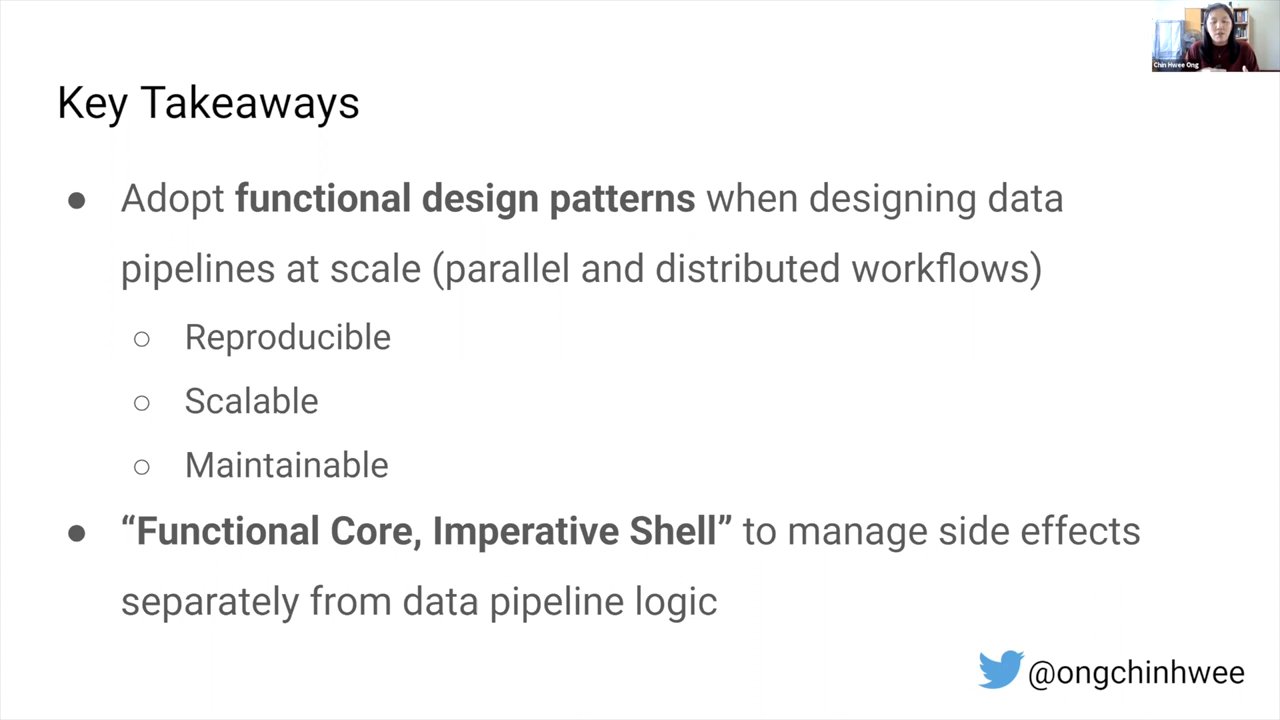 Chin Hwee Ong
Key Takeaways
● Adopt functional design patterns when designing data
pipelines at scale (parallel and distributed workflows)
○ Reproducible
○ Scalable
○ Maintainable
● “Functional Core, Imperative Shell” to manage side effects
separately from data pipeline logic
@ongchinhwee